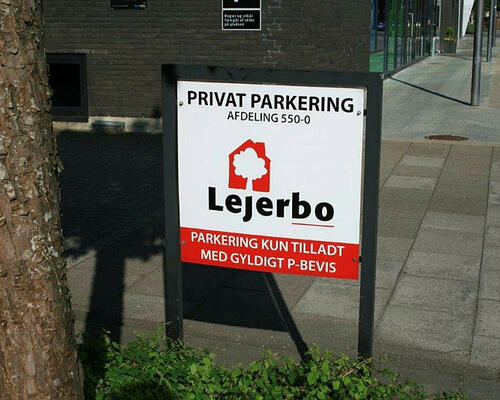 PRIVAT PARKERING
AFDELING 550-0
Lejerbo
PARKERING KUN TILLADT
MED GYLDIGT P-BEVIS